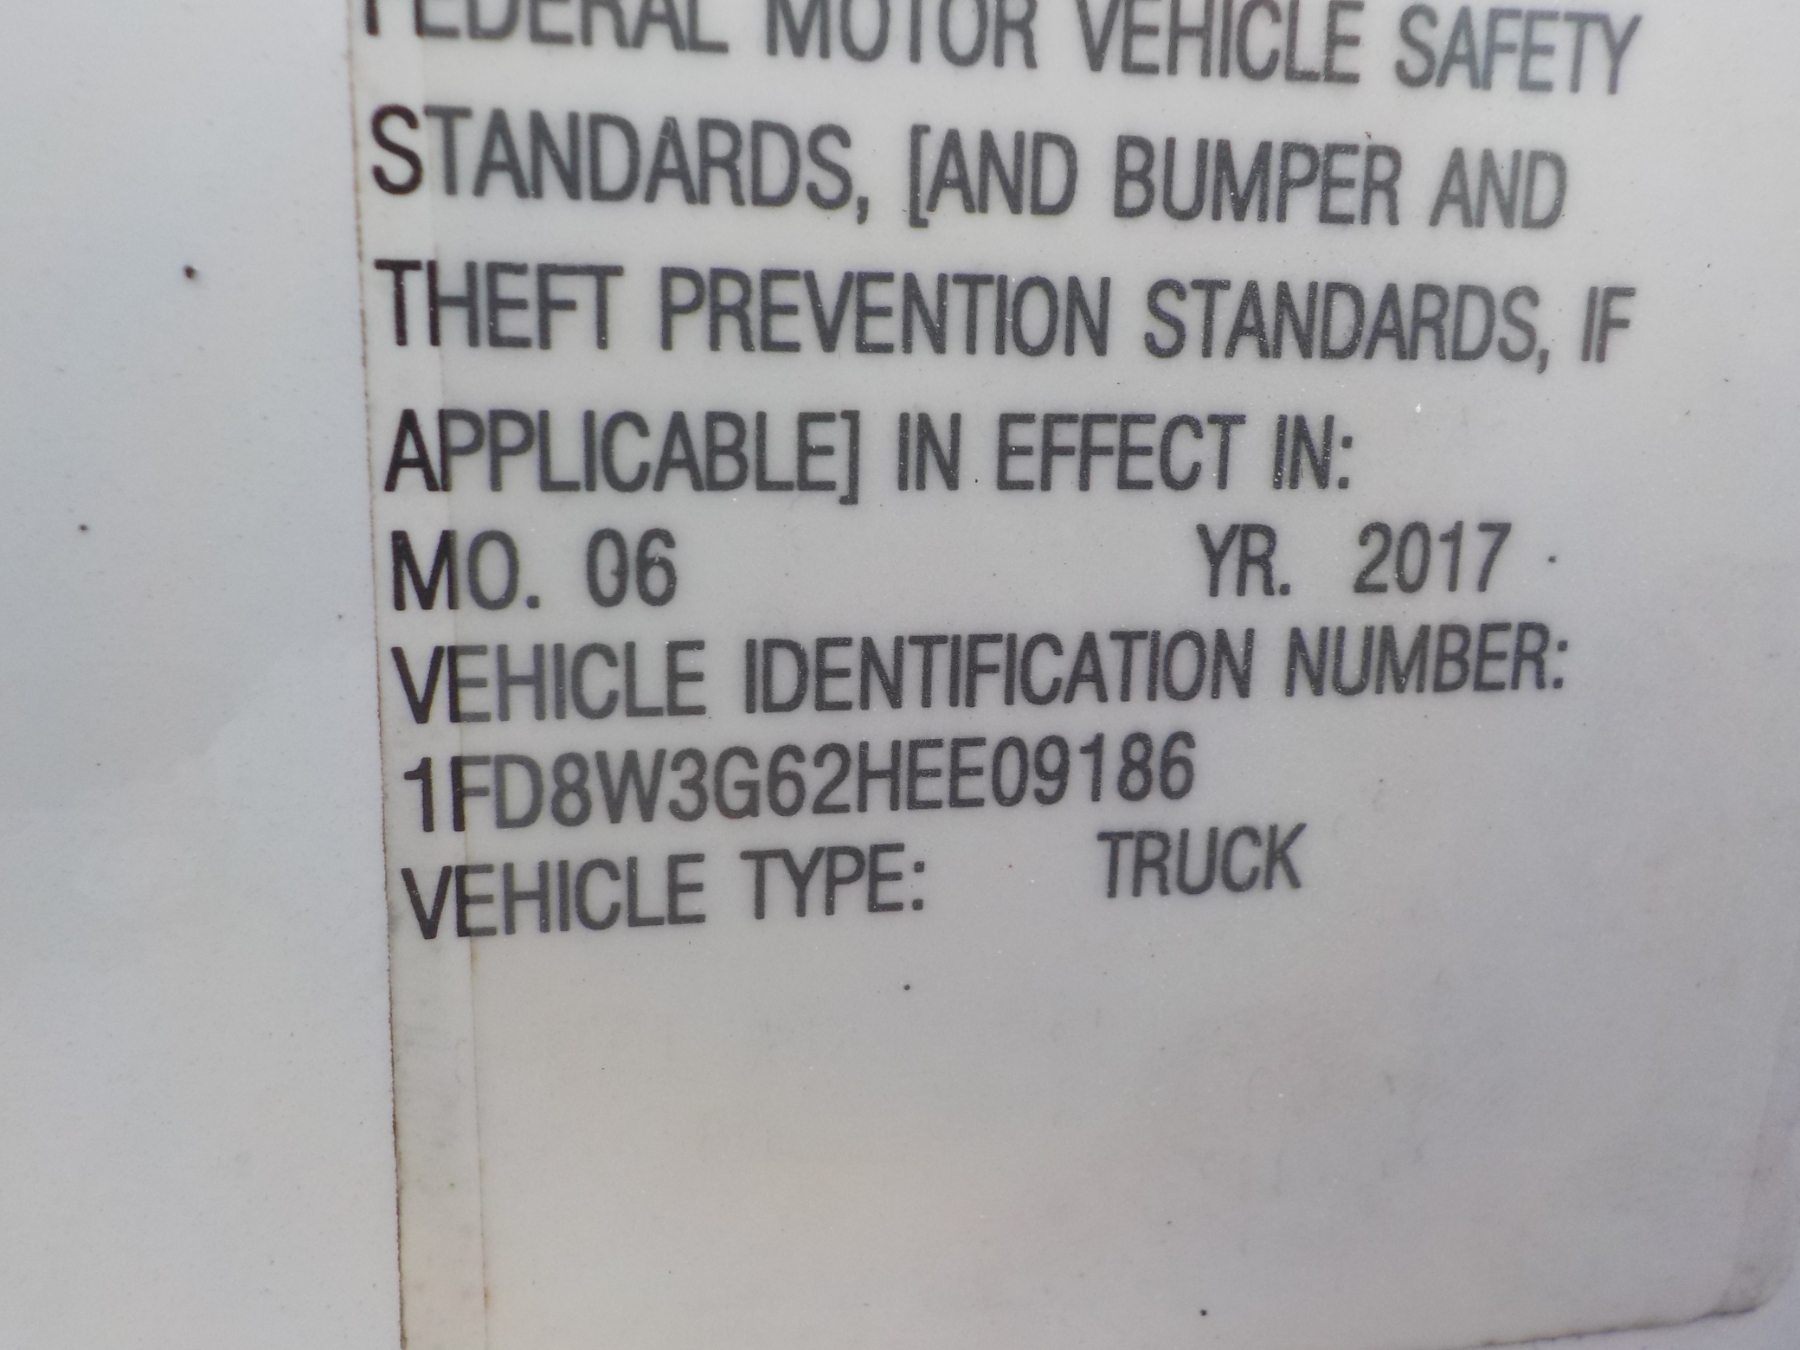 FEDERAL MOTOR VEHICLE SAFETY
STANDARDS, [AND BUMPER AND
THEFT PREVENTION STANDARDS, IF
APPLICABLE] IN EFFECT IN:
MO. 06 YR. 2017
VEHICLE IDENTIFICATION NUMBER:
1FD8W3G62HEE09186
VEHICLE TYPE: TRUCK